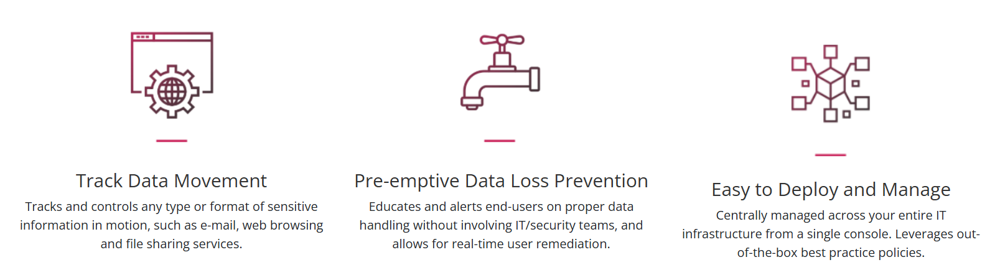 Track Data Movement
Tracks and controls any type or format of sensitive
information in motion, such as e-mail, web browsing
and file sharing services.
Pre-emptive Data Loss Prevention
Educates and alerts end-users on proper data
handling without involving IT/security teams, and
allows for real-time user remediation.
Easy to Deploy and Manage
Centrally managed across your entire IT
infrastructure from a single console. Leverages out-
of-the-box best practice policies.